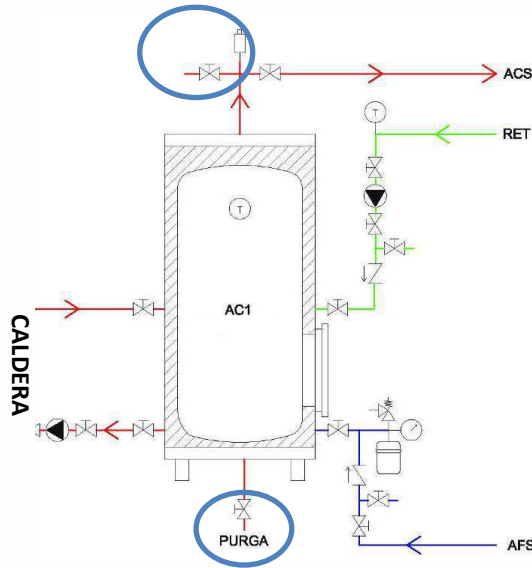 ACS
T
RET
T
AC1
CALDERA
PURGA
AFS